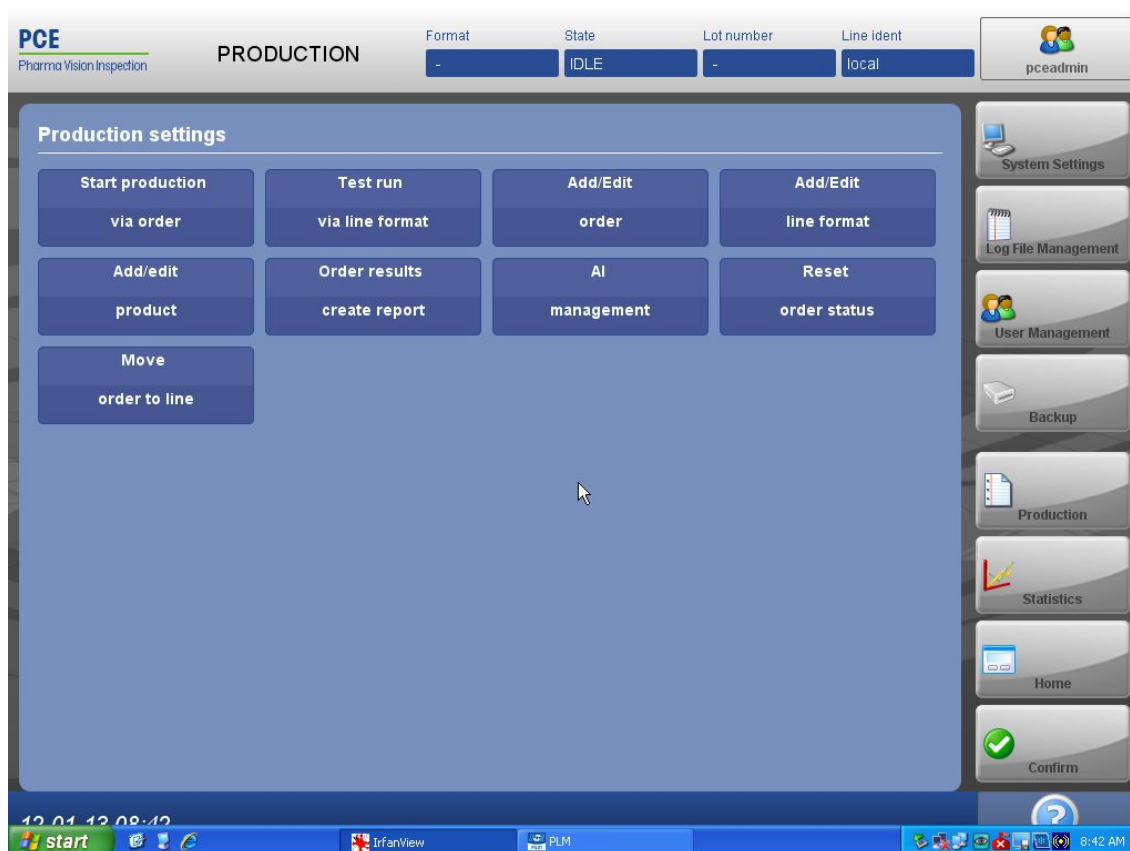 PCE
Pharma Vision Inspection
PRODUCTION
Format
-
State
IDLE
Lot number
-
Line ident
local
pceadmin
Production settings
Start production
via order
Test run
via line format
Add/Edit
order
Add/Edit
line format
Add/edit
product
Order results
create report
AI
management
Reset
order status
Move
order to line
System Settings
Log File Management
User Management
Backup
Production
Statistics
Home
Confirm
?
start
IrfanView
PLM
8:42 AM